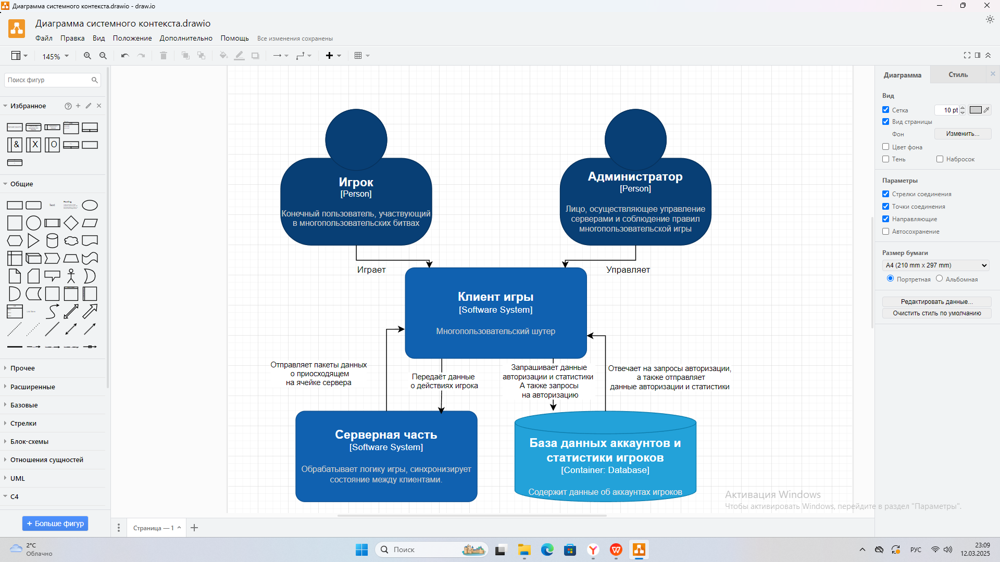 Диаграмма системного контекста.drawio - draw.io
Диаграмма системного контекста.drawio
Файл Правка Вид Положение Дополнительно Помощь Все изменения сохранены
145%
Поиск фигур
Избранное
& X O
Общие
Text
Heading
List Item
Прочее
Расширенные
Базовые
Стрелки
Блок-схемы
Отношения сущностей
UML
C4
+ Больше фигур
Игрок
[Person]
Конечный пользователь, участвующий
в многопользовательских битвах
Администратор
[Person]
Лицо, осуществляющее управление
серверами и соблюдение правил
многопользовательской игры
Играет
Управляет
Клиент игры
[Software System]
Многопользовательский шутер
Отправляет пакеты данных
о приосходящем
на ячейке сервера
Передаёт данные
о действиях игрока
Запрашивает данные
авторизации и статистики
А также запросы
на авторизацию
Отвечает на запросы авторизации,
а также отправляет
данные авторизации и статистики
Серверная часть
[Software System]
Обрабатывает логику игры, синхронизирует
состояние между клиентами.
База данных аккаунтов и
статистики игроков
[Container: Database]
Содержит данные об аккаунтах игроков
Страница — 1
Диаграмма Стиль
Вид
Сетка 10 pt
Вид страницы
Фон Изменить...
Цвет фона
Тень Набросок
Параметры
Стрелки соединения
Точки соединения
Направляющие
Автосохранение
Размер бумаги
A4 (210 mm x 297 mm)
Портретная Альбомная
Редактировать данные...
Очистить стиль по умолчанию
Активация Windows
Чтобы активировать Windows, перейдите в раздел "Параметры".
2°C
Облачно
Поиск
РУС
23:09
12.03.2025